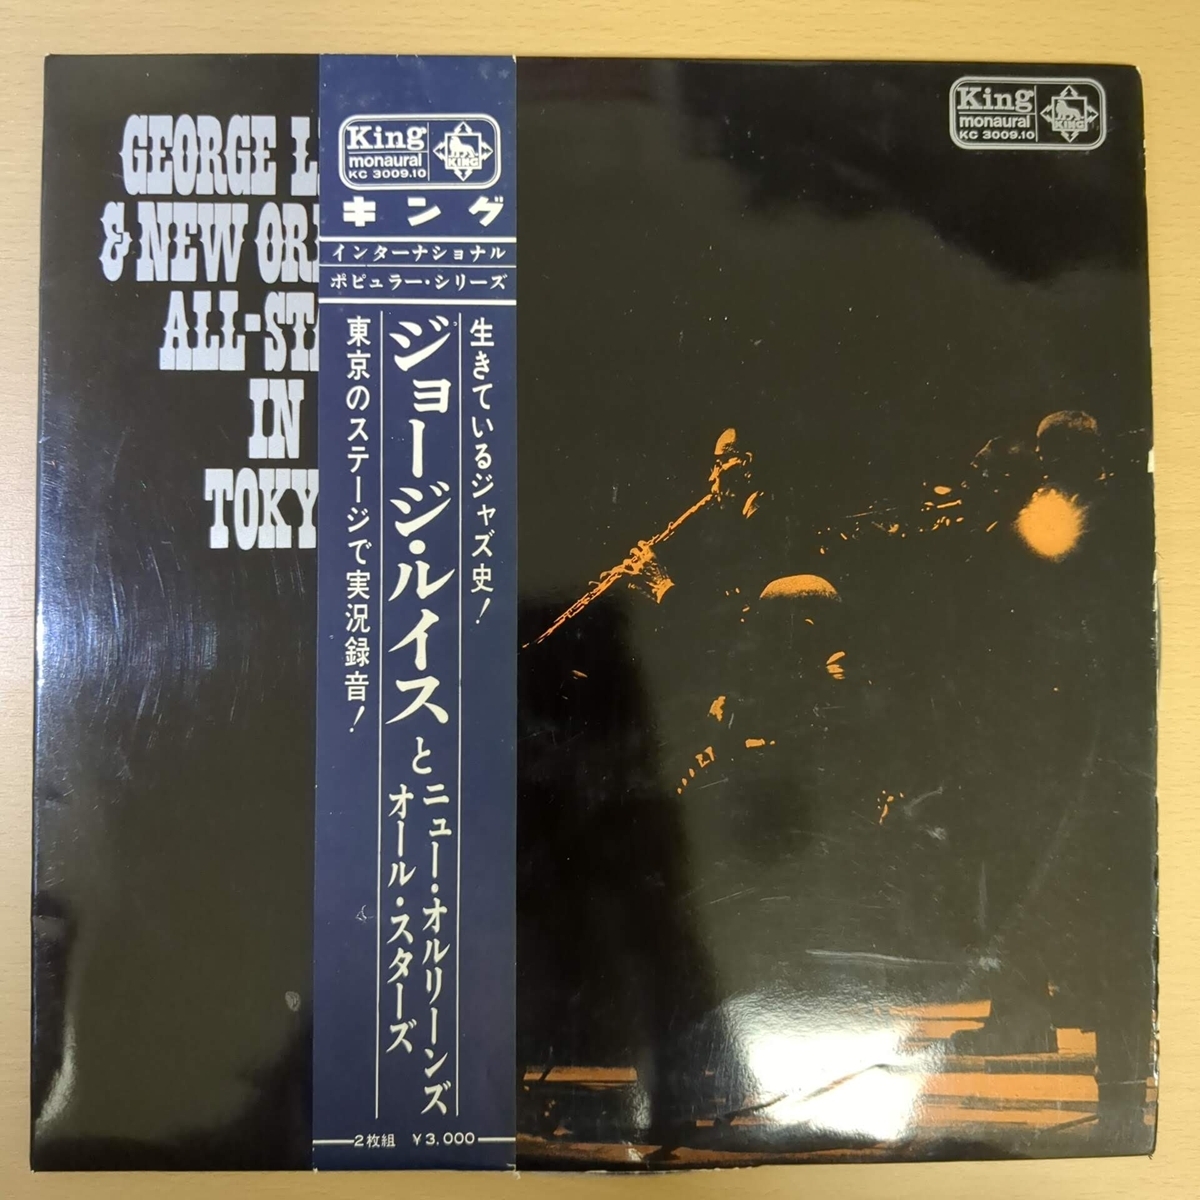 GEORGE L
& NEW OR
ALL-STA
IN
TOKY
King
monaural
KC 3009.10
KING
キング
インターナショナル
ポピュラー・シリーズ
生きているジャズ史！
ジョージ・ルイスとニュー・オルリーンズ
オール・スターズ
東京のステージで実況録音！
2枚組 ¥3,000
King
monaural
KC 3009.10
KING